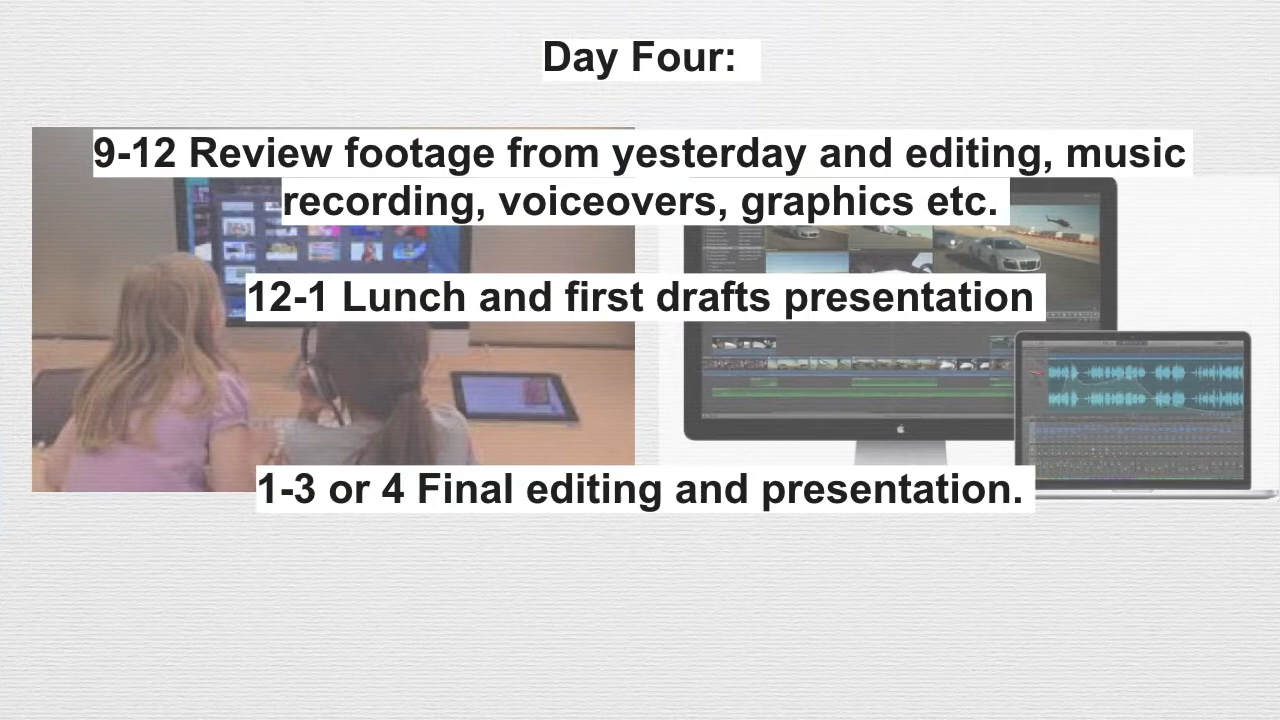 Day Four:
9-12 Review footage from yesterday and editing, music
recording, voiceovers, graphics etc.
12-1 Lunch and first drafts presentation
1-3 or 4 Final editing and presentation.